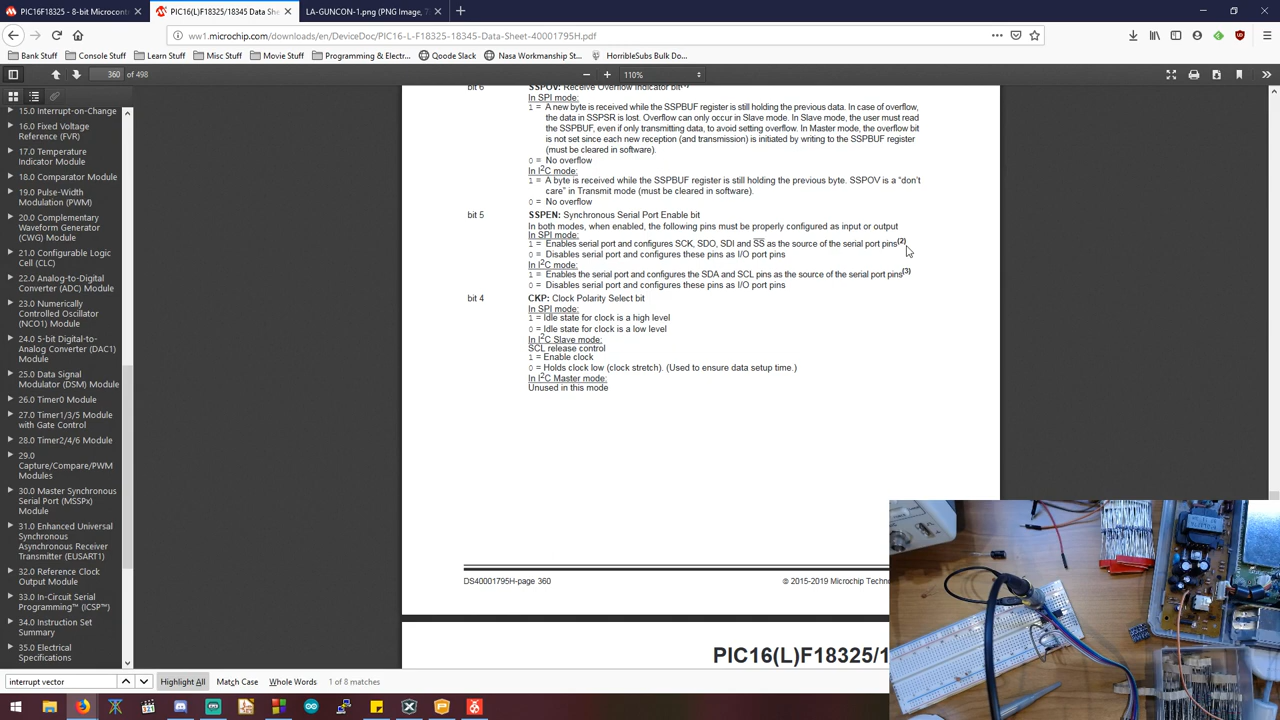 PIC16F18325 - 8-bit Microcont
PIC16(L)F18325/18345 Data She
LA-GUNCON-1.png (PNG Image, 73
ww1.microchip.com/downloads/en/DeviceDoc/PIC16-L-F18325-18345-Data-Sheet-40001795H.pdf
Bank Stuff
Console Stuff
Learn Stuff
Misc Stuff
Movie Stuff
Programming & Electr...
Qode Slack
Nasa Workmanship St...
HorribleSubs Bulk Do...
360 of 498
110%
15.0 Interrupt-on-Change
16.0 Fixed Voltage
Reference (FVR)
17.0 Temperature
Indicator Module
18.0 Comparator Module
19.0 Pulse-Width
Modulation (PWM)
20.0 Complementary
Waveform Generator
(CWG) Module
21.0 Configurable Logic
Cell (CLC)
22.0 Analog-to-Digital
Converter (ADC) Module
23.0 Numerically
Controlled Oscillator
(NCO1) Module
24.0 5-bit Digital-to-
Analog Converter (DAC1)
Module
25.0 Data Signal
Modulator (DSM) Module
26.0 Timer0 Module
27.0 Timer1/3/5 Module
with Gate Control
28.0 Timer2/4/6 Module
29.0
Capture/Compare/PWM
Modules
30.0 Master Synchronous
Serial Port (MSSPx)
Module
31.0 Enhanced Universal
Synchronous
Asynchronous Receiver
Transmitter (EUSART1)
32.0 Reference Clock
Output Module
33.0 In-Circuit Serial
Programming™ (ICSP™)
34.0 Instruction Set
Summary
35.0 Electrical
Specifications
bit 6 SSPOV: Receive Overflow Indicator bit(1)
In SPI mode:
1 = A new byte is received while the SSPBUF register is still holding the previous data. In case of overflow,
the data in SSPSR is lost. Overflow can only occur in Slave mode. In Slave mode, the user must read
the SSPBUF, even if only transmitting data, to avoid setting overflow. In Master mode, the overflow bit
is not set since each new reception (and transmission) is initiated by writing to the SSPBUF register
(must be cleared in software).
0 = No overflow
In I2C mode:
1 = A byte is received while the SSPBUF register is still holding the previous byte. SSPOV is a “don’t
care” in Transmit mode (must be cleared in software).
0 = No overflow
bit 5 SSPEN: Synchronous Serial Port Enable bit
In both modes, when enabled, the following pins must be properly configured as input or output
In SPI mode:
1 = Enables serial port and configures SCK, SDO, SDI and SS as the source of the serial port pins(2)
0 = Disables serial port and configures these pins as I/O port pins
In I2C mode:
1 = Enables the serial port and configures the SDA and SCL pins as the source of the serial port pins(3)
0 = Disables serial port and configures these pins as I/O port pins
bit 4 CKP: Clock Polarity Select bit
In SPI mode:
1 = Idle state for clock is a high level
0 = Idle state for clock is a low level
In I2C Slave mode:
SCL release control
1 = Enable clock
0 = Holds clock low (clock stretch). (Used to ensure data setup time.)
In I2C Master mode:
Unused in this mode
DS40001795H-page 360
© 2015-2019 Microchip Techno
PIC16(L)F18325/1
interrupt vector
Highlight All
Match Case
Whole Words
1 of 8 matches